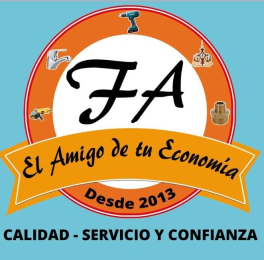 FA
El Amigo de tu Economía
Desde 2013
CALIDAD - SERVICIO Y CONFIANZA